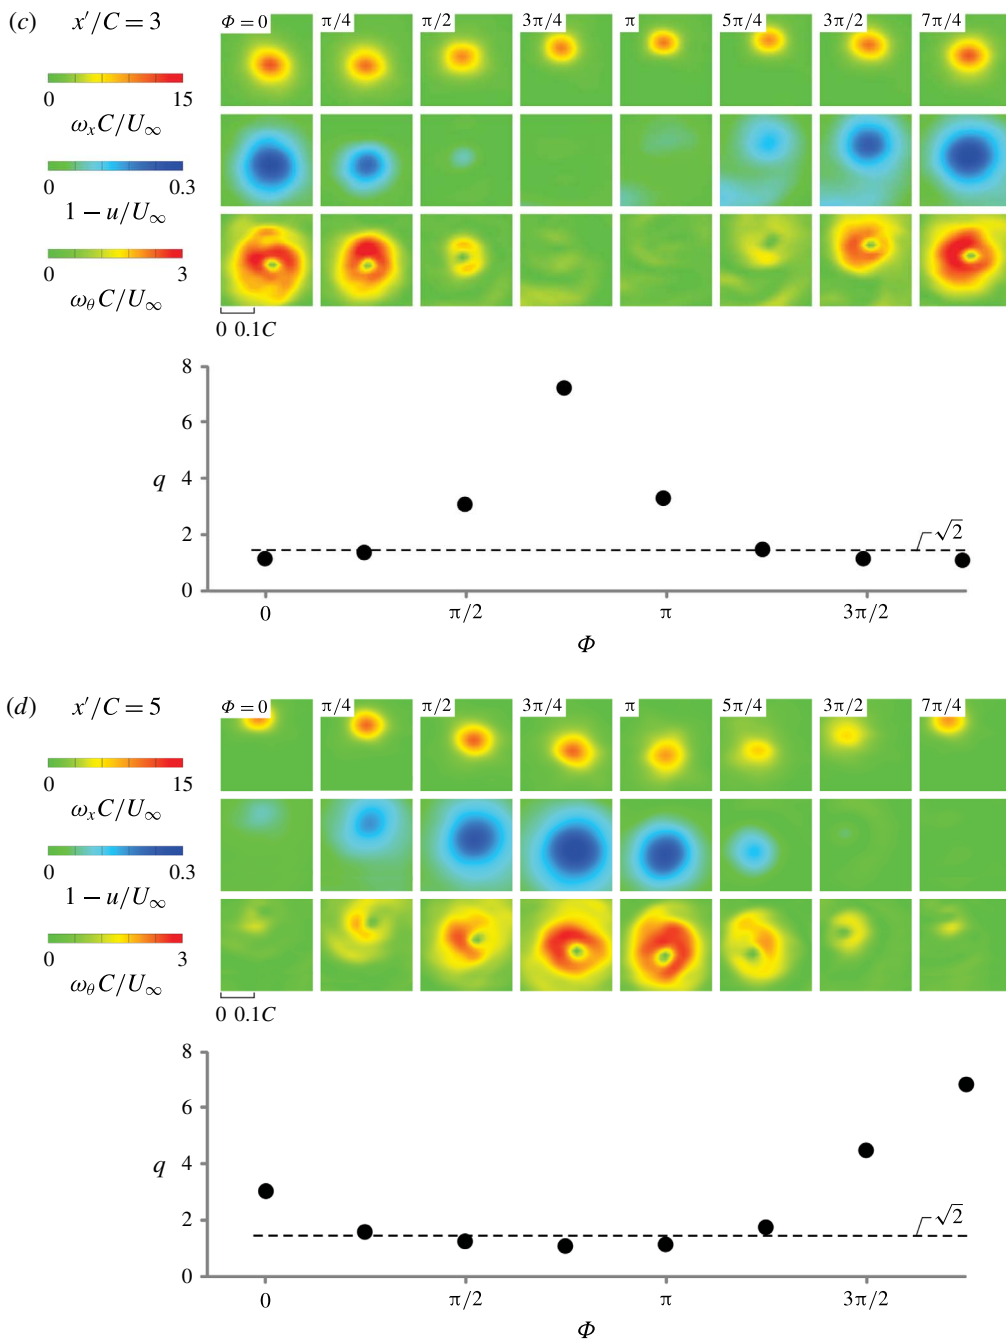 (c) x′/C = 3
Φ = 0 π/4 π/2 3π/4 π 5π/4 3π/2 7π/4
0 15
ω_x C/U_∞
0 0.3
1 − u/U_∞
0 3
ω_θ C/U_∞
0 0.1C
8
6
q 4
√2
2
0
0 π/2 π 3π/2
Φ
(d) x′/C = 5
Φ = 0 π/4 π/2 3π/4 π 5π/4 3π/2 7π/4
0 15
ω_x C/U_∞
0 0.3
1 − u/U_∞
0 3
ω_θ C/U_∞
0 0.1C
8
6
q 4
√2
2
0
0 π/2 π 3π/2
Φ